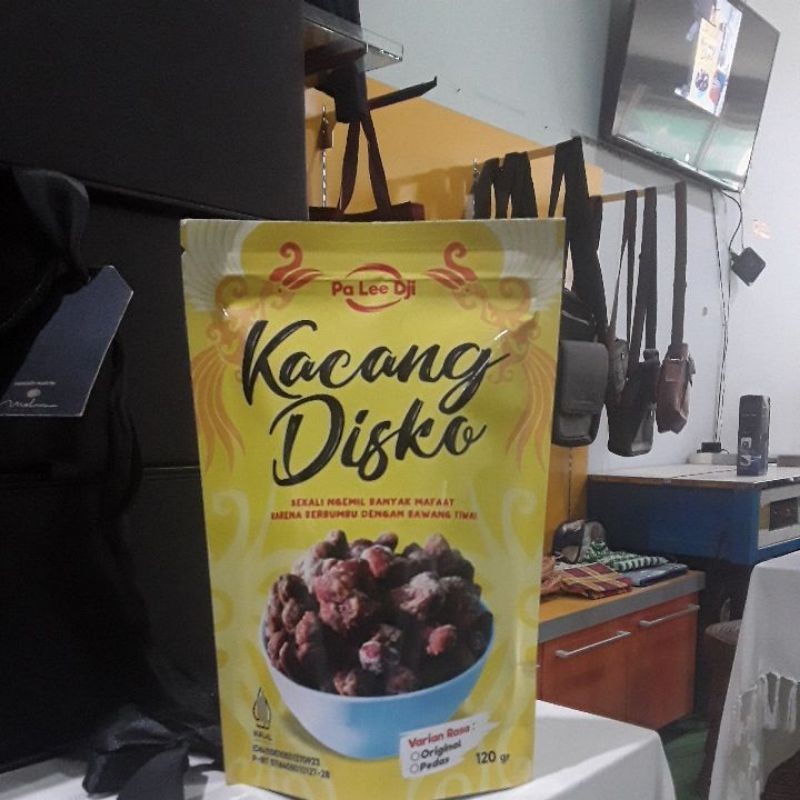 Pa Lee Dji
Kacang
Disko
SEKALI NGEMIL BANYAK MAFAAT
KARENA BERBUMBU DENGAN BAWANG TIWAI
HALAL
Varian Rasa :
Original
Pedas
120 gr